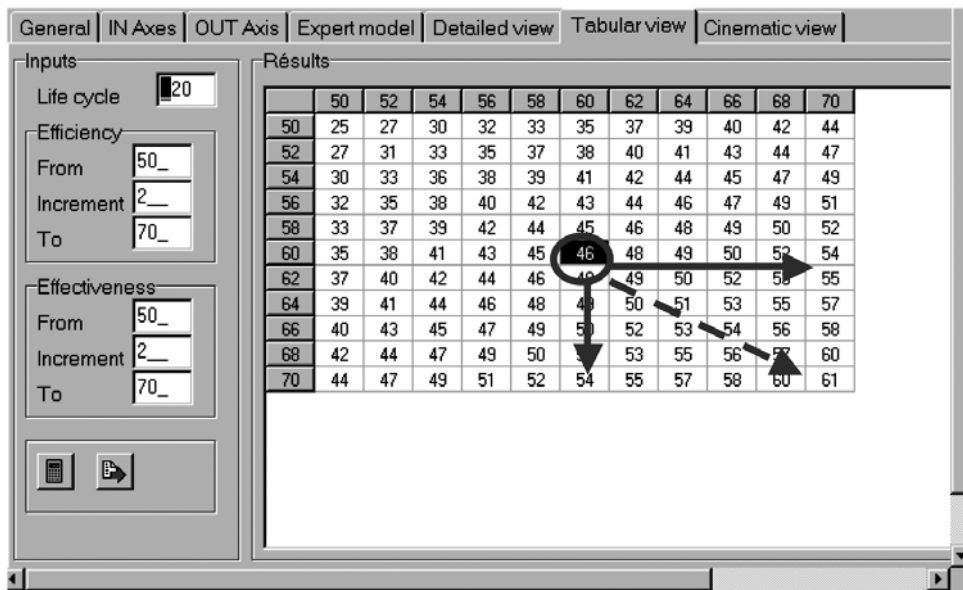 General IN Axes OUT Axis Expert model Detailed view Tabular view Cinematic view
Inputs
Life cycle 20
Efficiency
From 50_
Increment 2__
To 70_
Effectiveness
From 50_
Increment 2__
To 70_
Résults
50 52 54 56 58 60 62 64 66 68 70
50 25 27 30 32 33 35 37 39 40 42 44
52 27 31 33 35 37 38 40 41 43 44 47
54 30 33 36 38 39 41 42 44 45 47 49
56 32 35 38 40 42 43 44 46 47 49 51
58 33 37 39 42 44 45 46 48 49 50 52
60 35 38 41 43 45 46 48 49 50 54
62 37 40 42 44 46 49 50 52 55
64 39 41 44 46 48 50 51 53 55 57
66 40 43 45 47 49 52 53 54 56 58
68 42 44 47 49 50 53 55 56 60
70 44 47 49 51 52 54 55 57 58 60 61